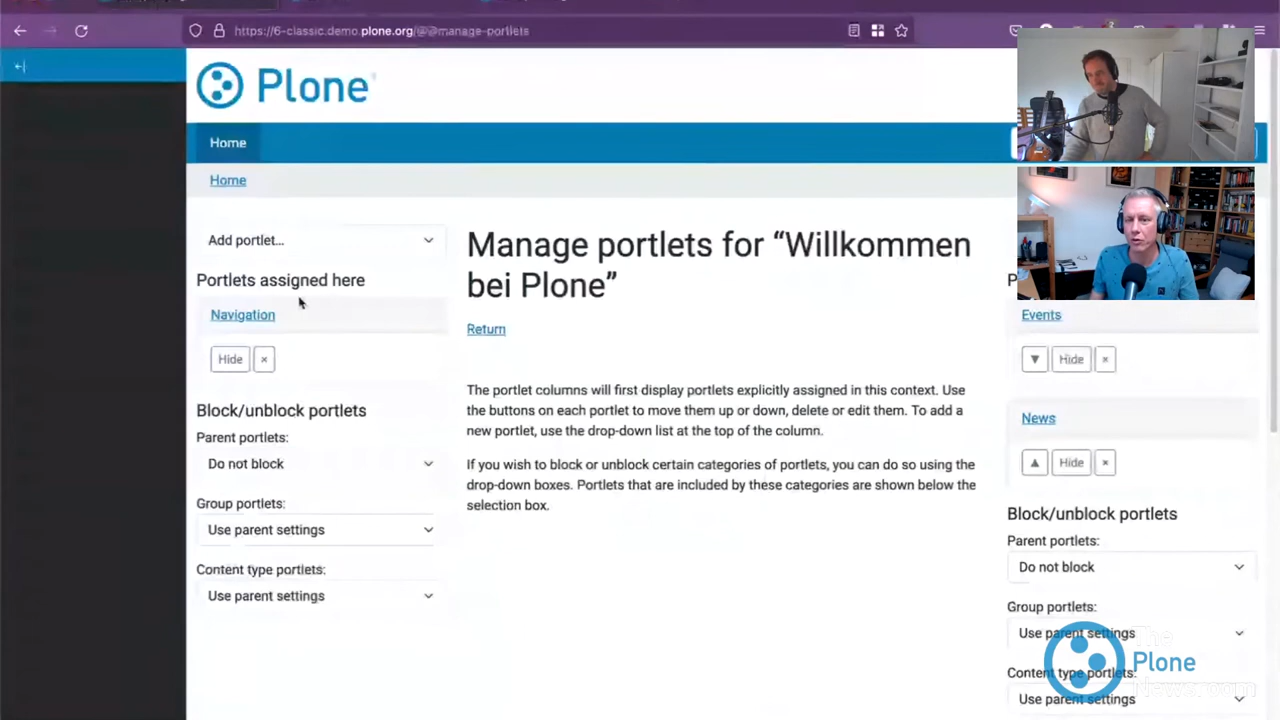 https://6-classic.demo.plone.org/@@manage-portlets
Plone
Home
Home
Add portlet...
Portlets assigned here
Navigation
Hide
×
Block/unblock portlets
Parent portlets:
Do not block
Group portlets:
Use parent settings
Content type portlets:
Use parent settings
Manage portlets for “Willkommen
bei Plone”
Return
The portlet columns will first display portlets explicitly assigned in this context. Use
the buttons on each portlet to move them up or down, delete or edit them. To add a
new portlet, use the drop-down list at the top of the column.
If you wish to block or unblock certain categories of portlets, you can do so using the
drop-down boxes. Portlets that are included by these categories are shown below the
selection box.
Events
▼ Hide ×
News
▲ Hide ×
Block/unblock portlets
Parent portlets:
Do not block
Group portlets:
Use parent settings
Content type portlets:
Use parent settings
The
Plone
Newsroom